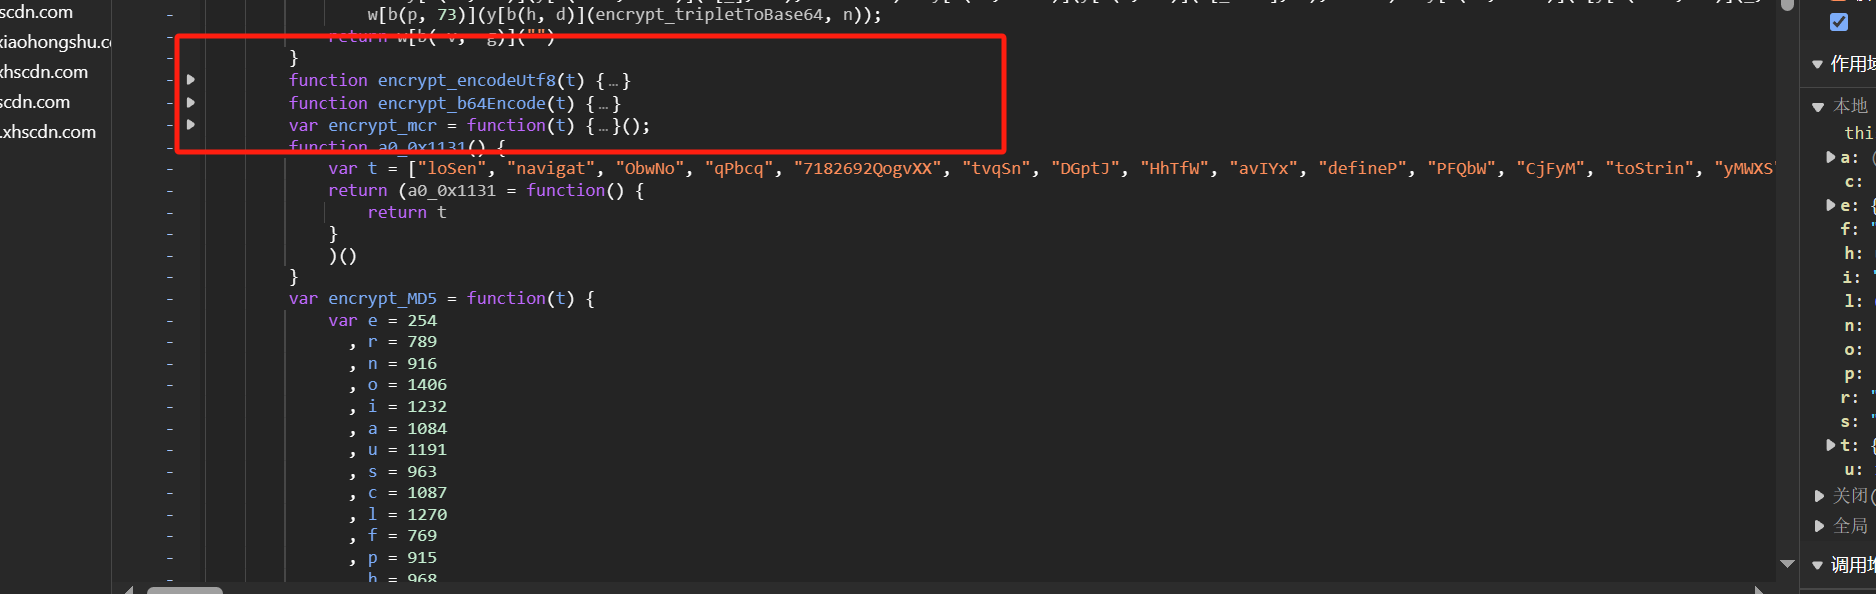 scdn.com
xiaohongshu.c
xhscdn.com
scdn.com
.xhscdn.com
w[b(p, 73)](y[b(h, d)](encrypt_tripletToBase64, n));
return w[b(-v, -g)]("")
}
function encrypt_encodeUtf8(t) {…}
function encrypt_b64Encode(t) {…}
var encrypt_mcr = function(t) {…}();
function a0_0x1131() {
var t = ["loSen", "navigat", "ObwNo", "qPbcq", "7182692QogvXX", "tvqSn", "DGptJ", "HhTfW", "avIYx", "defineP", "PFQbW", "CjFyM", "toStrin", "yMWXS"
return (a0_0x1131 = function() {
return t
}
)()
}
var encrypt_MD5 = function(t) {
var e = 254
, r = 789
, n = 916
, o = 1406
, i = 1232
, a = 1084
, u = 1191
, s = 963
, c = 1087
, l = 1270
, f = 769
, p = 915
h = 968
作用
本地
thi
a: (
c:
e: {
f: "
h:
i: "
l:
n:
o:
p:
r: "
s: "
t: {
u:
关闭(
全局
调用